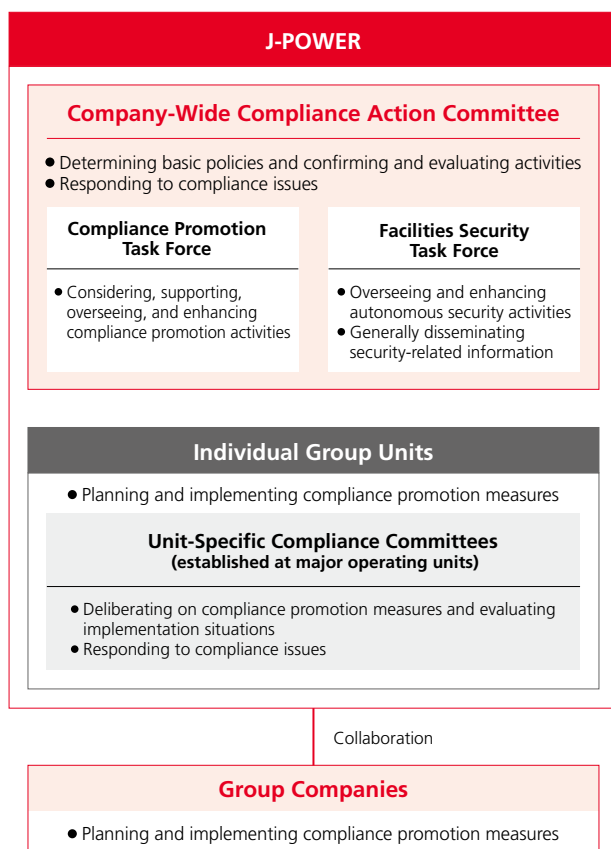 J-POWER
Company-Wide Compliance Action Committee
● Determining basic policies and confirming and evaluating activities
● Responding to compliance issues
Compliance Promotion
Task Force
● Considering, supporting,
overseeing, and enhancing
compliance promotion activities
Facilities Security
Task Force
● Overseeing and enhancing
autonomous security activities
● Generally disseminating
security-related information
Individual Group Units
● Planning and implementing compliance promotion measures
Unit-Specific Compliance Committees
(established at major operating units)
● Deliberating on compliance promotion measures and evaluating
implementation situations
● Responding to compliance issues
Collaboration
Group Companies
● Planning and implementing compliance promotion measures